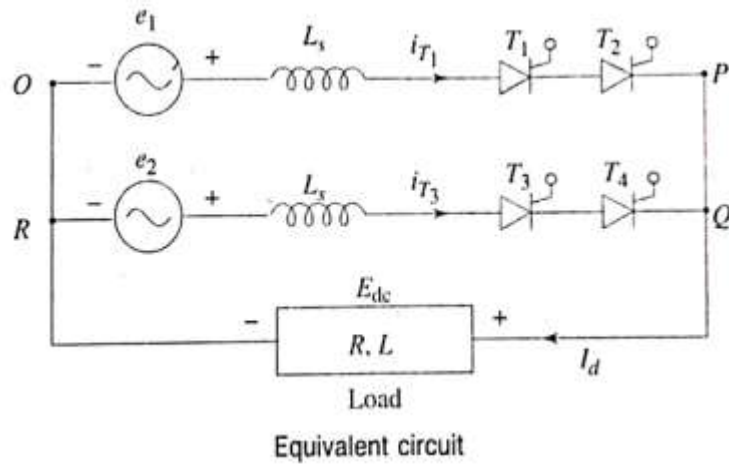 e1
− + Ls iT1 T1 T2
O P
e2
− + Ls iT3 T3 T4
R Q
Edc
− +
R, L Id
Load
Equivalent circuit